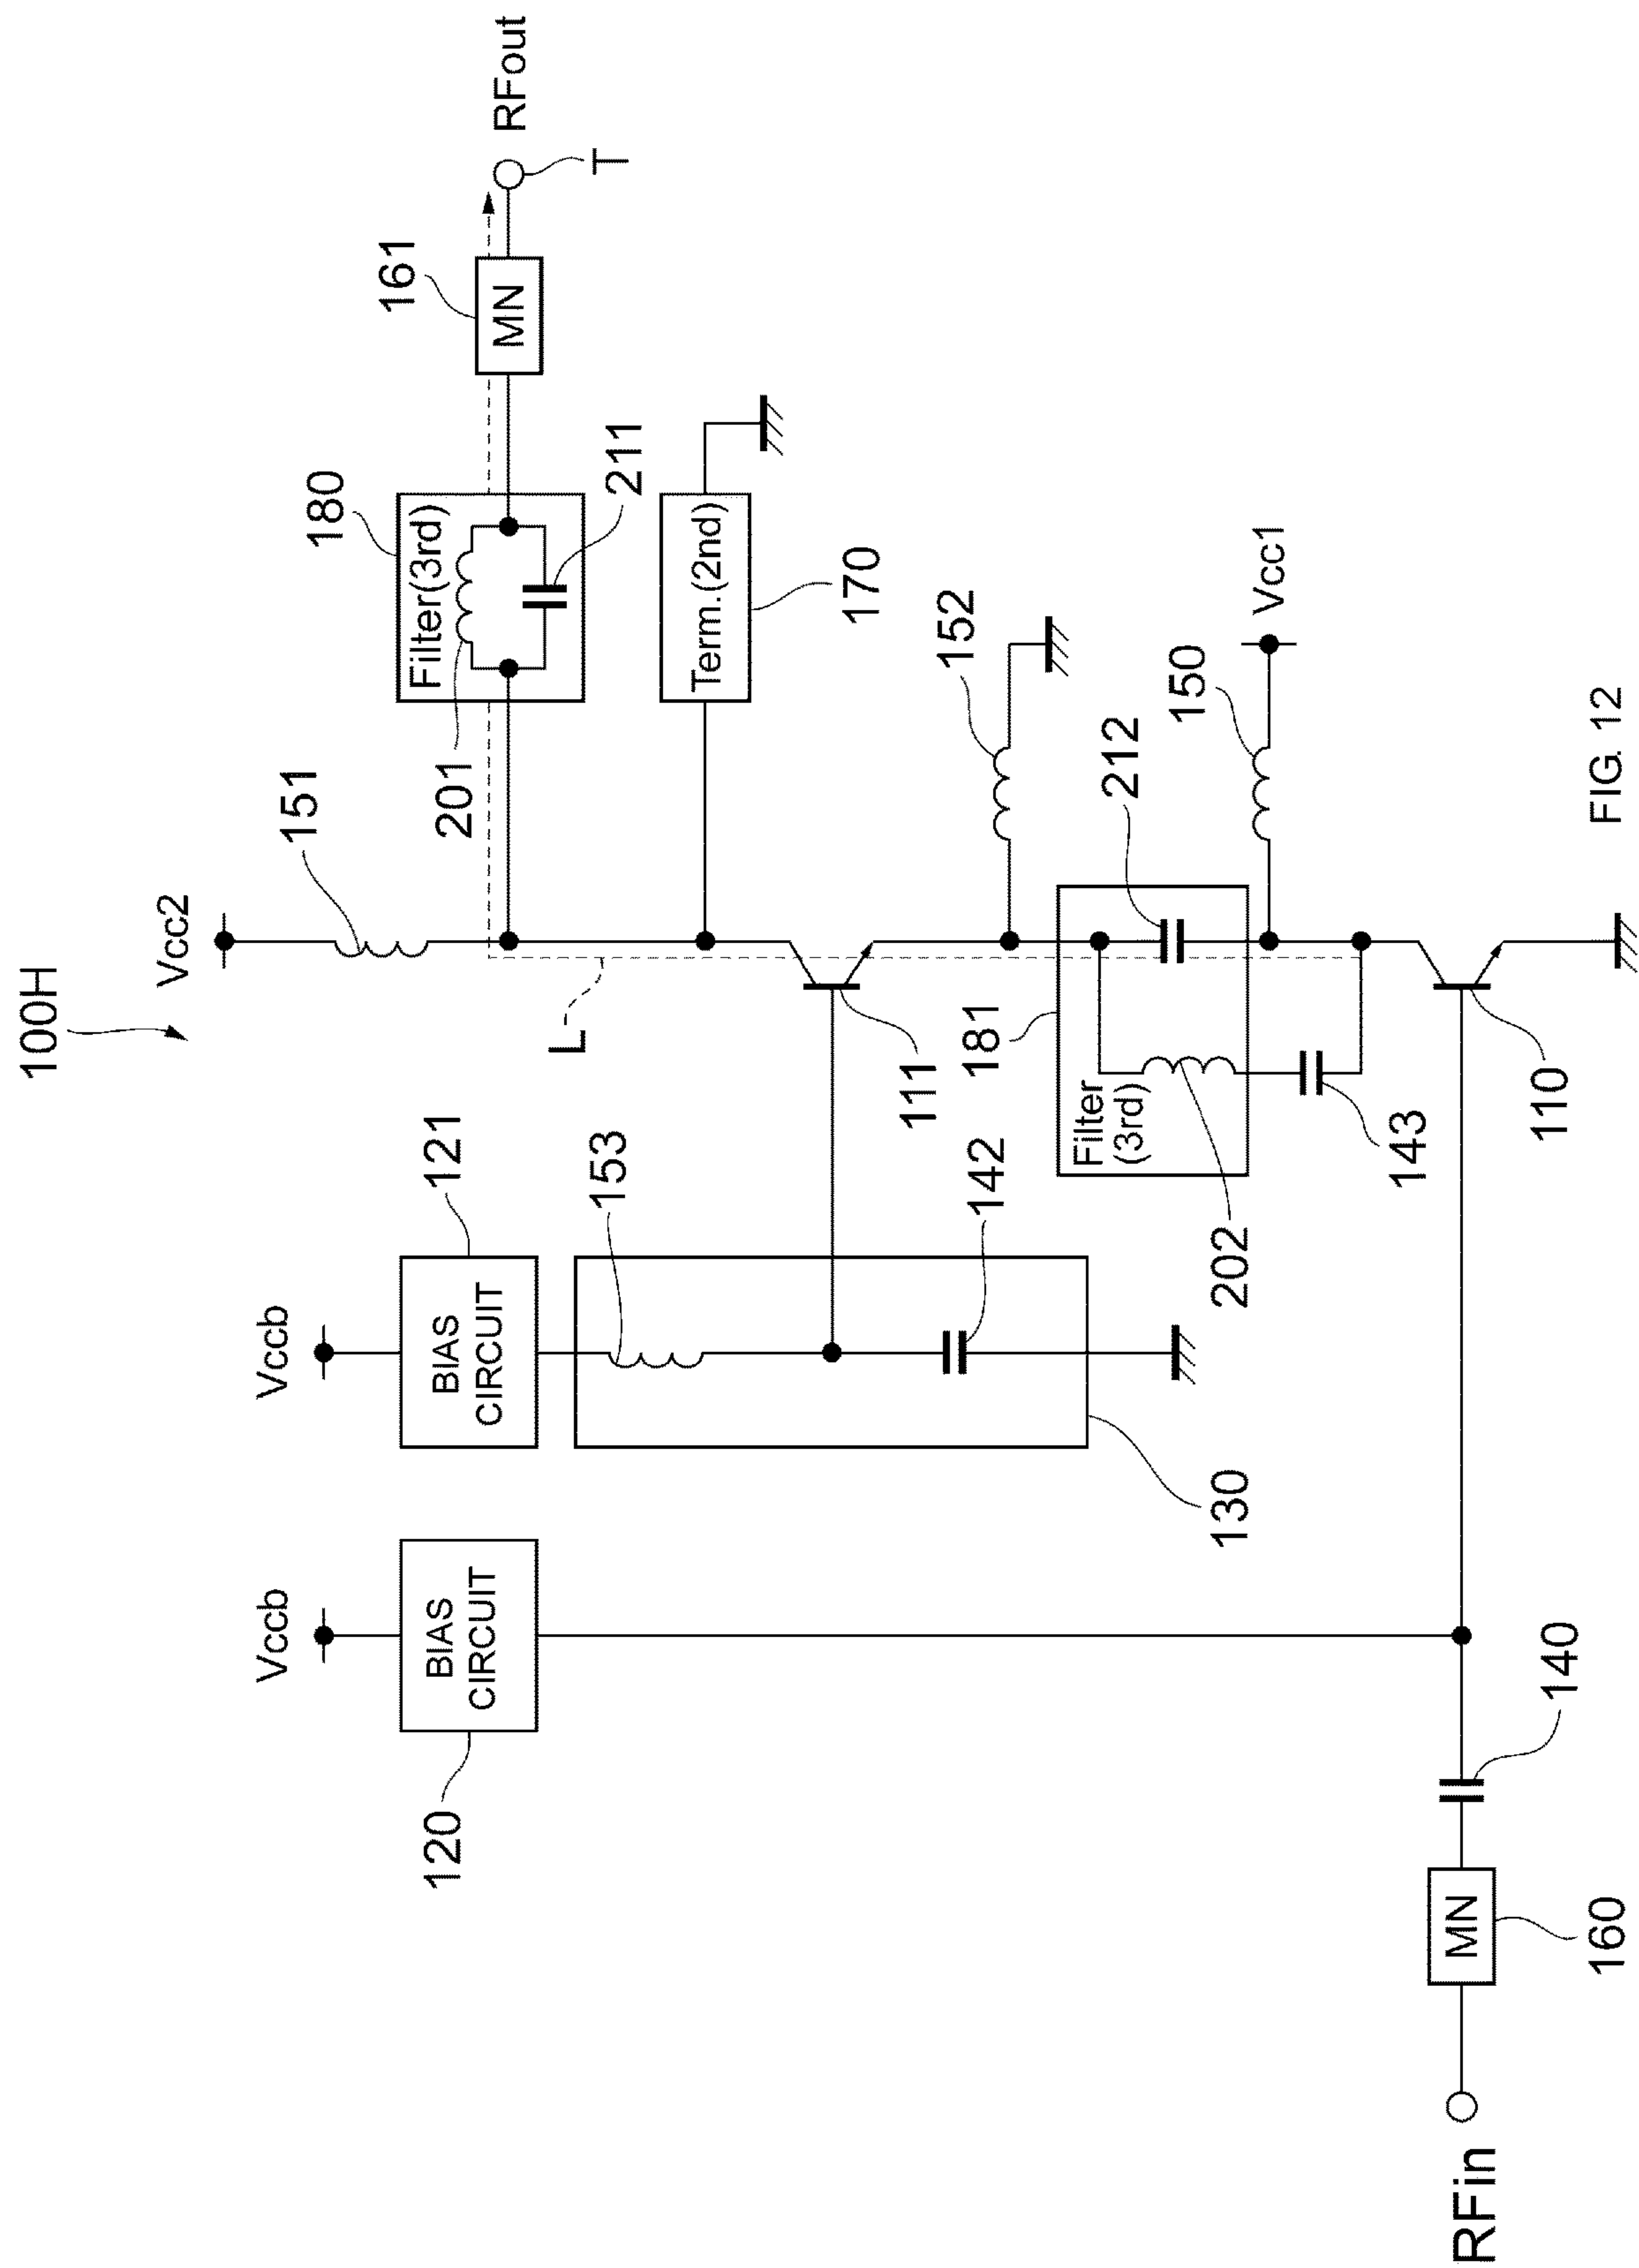 100H
Vcc2
151
180
Filter(3rd)
201
211
161
MN
RFout
T
L
Term.(2nd)
170
Vccb
Vccb
121
BIAS
CIRCUIT
120
BIAS
CIRCUIT
153
142
130
111
152
181
Filter
(3rd)
212
202
143
150
Vcc1
110
140
MN
160
RFin
FIG. 12